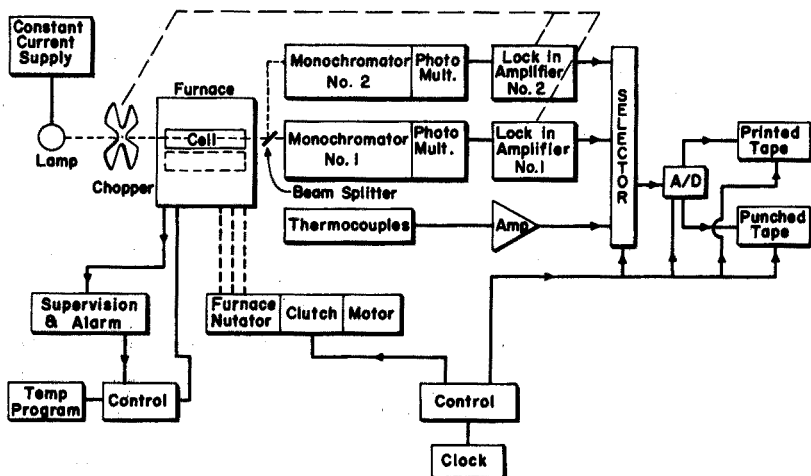 Constant
Current
Supply
Lamp
Chopper
Furnace
Cell
Beam Splitter
Monochromator
No. 2
Photo
Mult.
Lock in
Amplifier
No. 2
Monochromator
No. 1
Photo
Mult.
Lock in
Amplifier
No. 1
Thermocouples
Amp
SELECTOR
A/D
Printed
Tape
Punched
Tape
Supervision
& Alarm
Furnace
Nutator
Clutch
Motor
Temp
Program
Control
Control
Clock